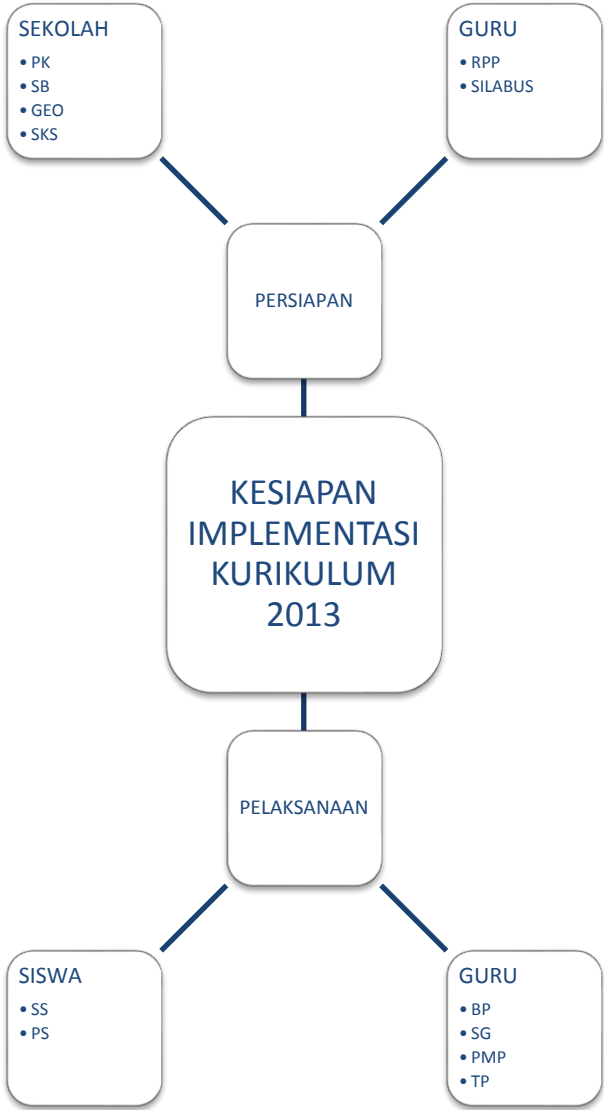 SEKOLAH
• PK
• SB
• GEO
• SKS
GURU
• RPP
• SILABUS
PERSIAPAN
KESIAPAN
IMPLEMENTASI
KURIKULUM
2013
PELAKSANAAN
SISWA
• SS
• PS
GURU
• BP
• SG
• PMP
• TP